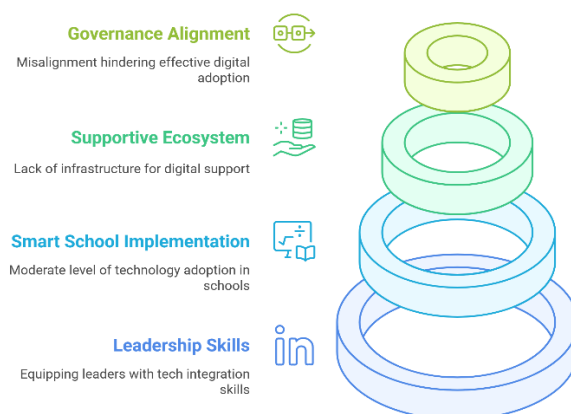 Governance Alignment
Misalignment hindering effective digital
adoption
Supportive Ecosystem
Lack of infrastructure for digital support
Smart School Implementation
Moderate level of technology adoption in
schools
Leadership Skills
in
Equipping leaders with tech integration
skills